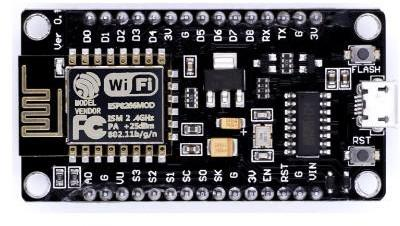 Ver 0.1
D0 D1 D2 D3 D4 3V G D5 D6 D7 D8 RX TX G 3V
FLASH
WiFi
MODEL
VENDOR
ESP8266MOD
FC
ISM 2.4GHz
PA +25dBm
802.11b/g/n
RST
A0 G VU S3 S2 S1 SC S0 SK G 3V EN RST G VIN